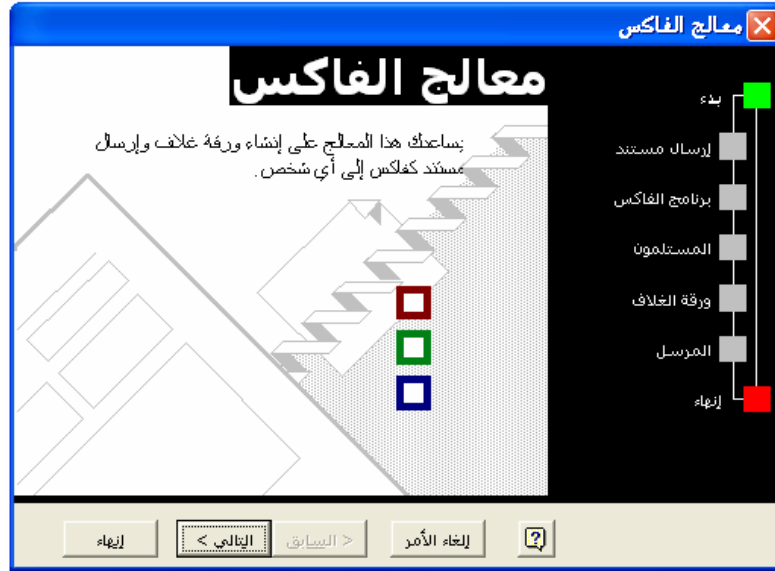 معالج الفاكس
معالج الفاكس
يساعدك هذا المعالج على إنشاء ورقة غلاف وإرسال
مستند كفاكس إلى أي شخص.
بدء
إرسال مستند
برنامج الفاكس
المستلمون
ورقة الغلاف
المرسل
إنهاء
إلغاء الأمر
< السابق
التالي >
إنهاء